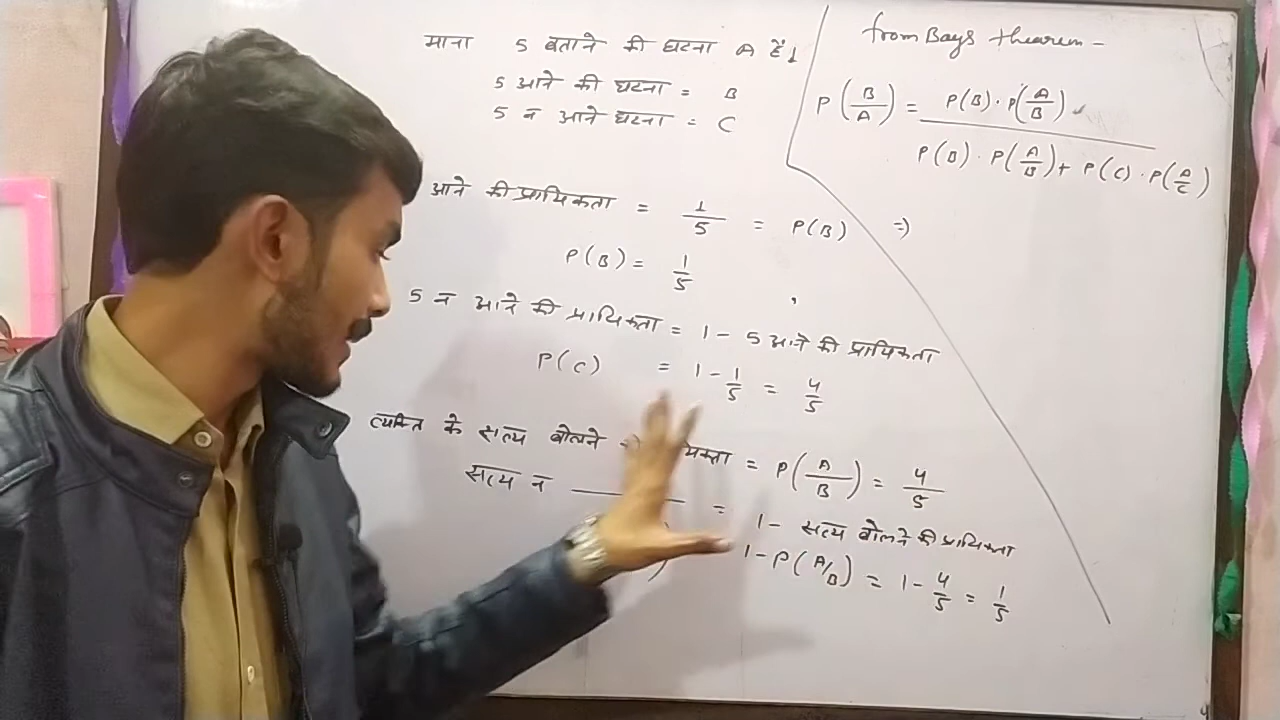 माना 5 बताने की घटना A है।
5 आने की घटना = B
5 न आने घटना = C
आने की प्रायिकता = 1/5 = P(B) ⇒
P(B) = 1/5
5 न आने की प्रायिकता = 1 - 5 आने की प्रायिकता
P(C) = 1 - 1/5 = 4/5
व्यक्ति के सत्य बोलने = P(A/B) = 4/5
सत्य न = 1 - सत्य बोलने की प्रायिकता
1 - P(A/B) = 1 - 4/5 = 1/5
from Bays thearem -
P(B/A) = P(B) · P(A/B) / P(B) · P(A/B) + P(C) · P(A/C)